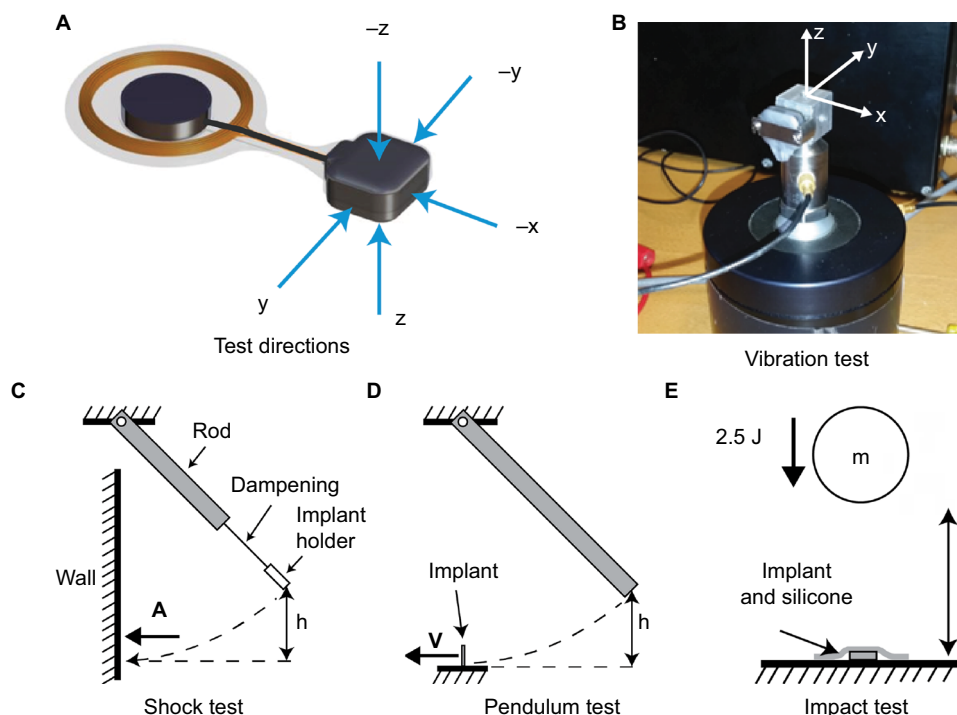 A
–z
–y
–x
y
z
Test directions
B
z
y
x
Vibration test
C
Rod
Dampening
Implant
holder
Wall
A
h
Shock test
D
Implant
V
h
Pendulum test
E
2.5 J
m
Implant
and silicone
Impact test